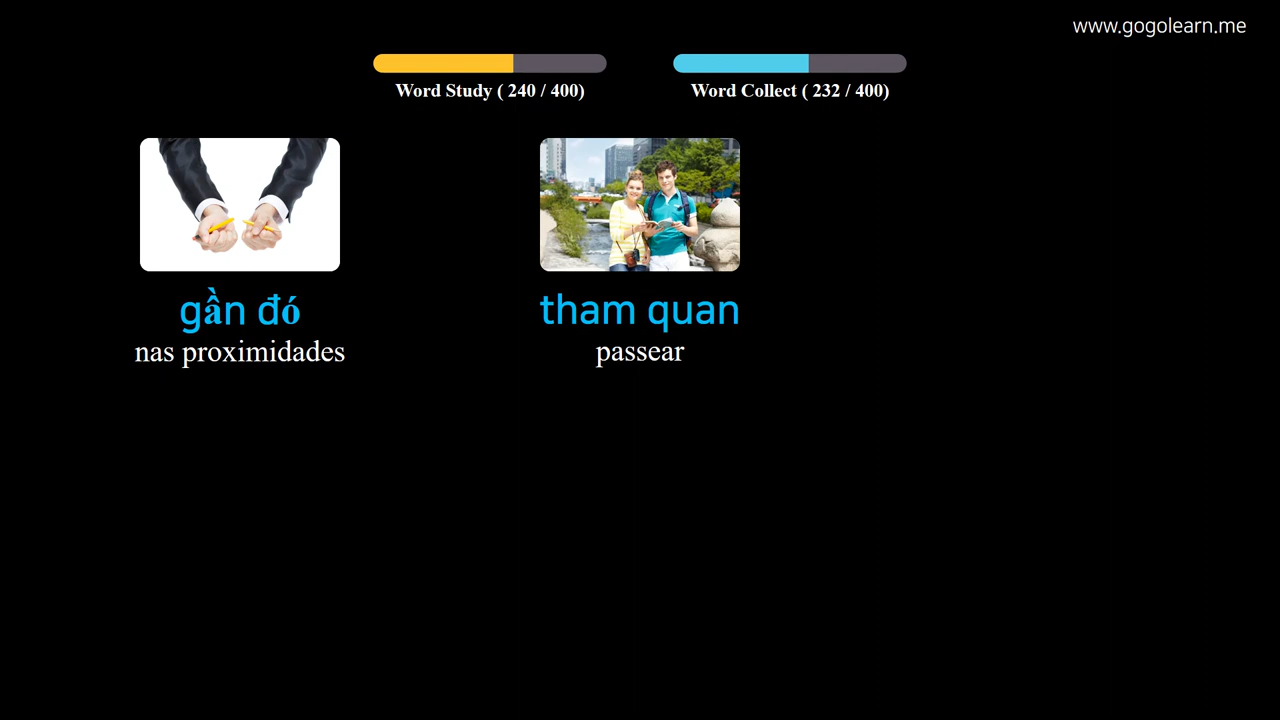 www.gogolearn.me
Word Study ( 240 / 400)
Word Collect ( 232 / 400)
gần đó
nas proximidades
tham quan
passear